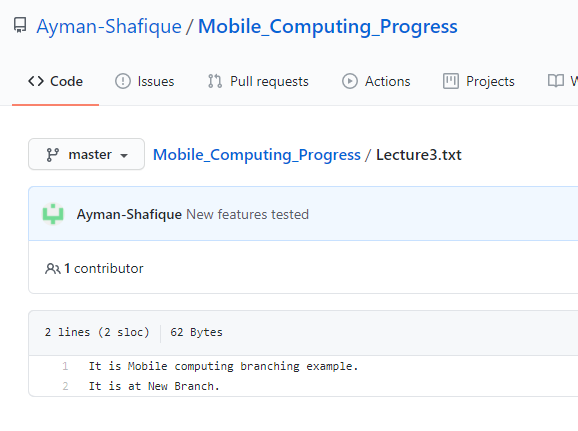 Ayman-Shafique / Mobile_Computing_Progress
Code Issues Pull requests Actions Projects W
master Mobile_Computing_Progress / Lecture3.txt
Ayman-Shafique New features tested
1 contributor
2 lines (2 sloc) 62 Bytes
1 It is Mobile computing branching example.
2 It is at New Branch.